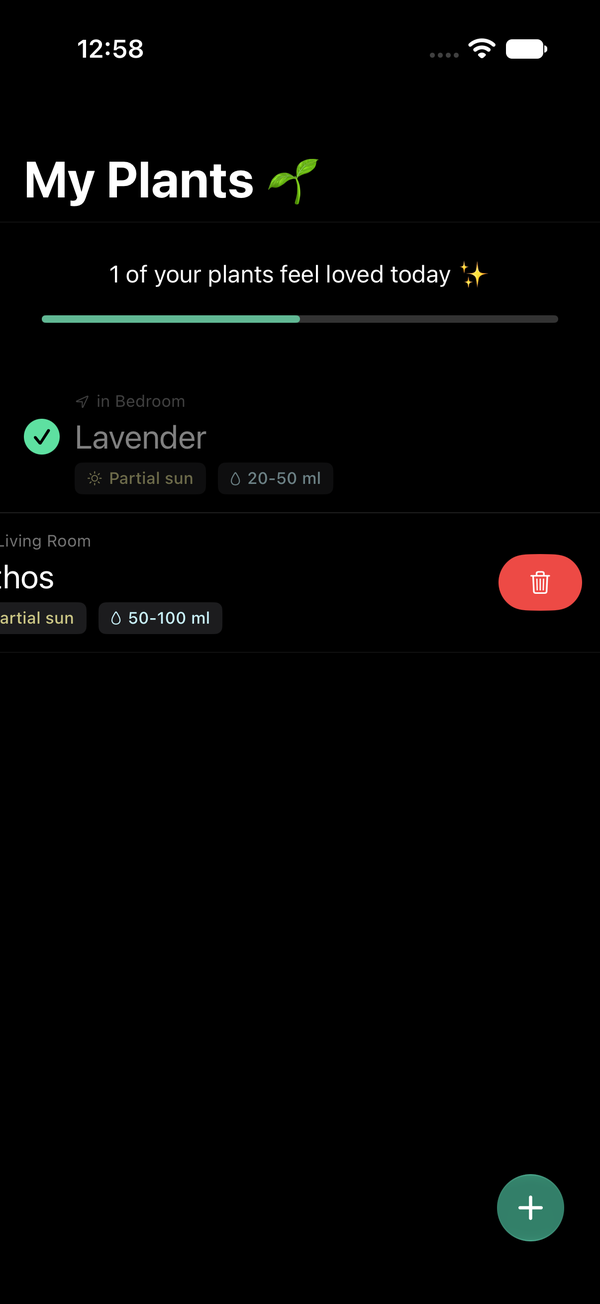 12:58
My Plants 🌱
1 of your plants feel loved today ✨
in Bedroom
Lavender
Partial sun 20-50 ml
Living Room
thos
artial sun 50-100 ml